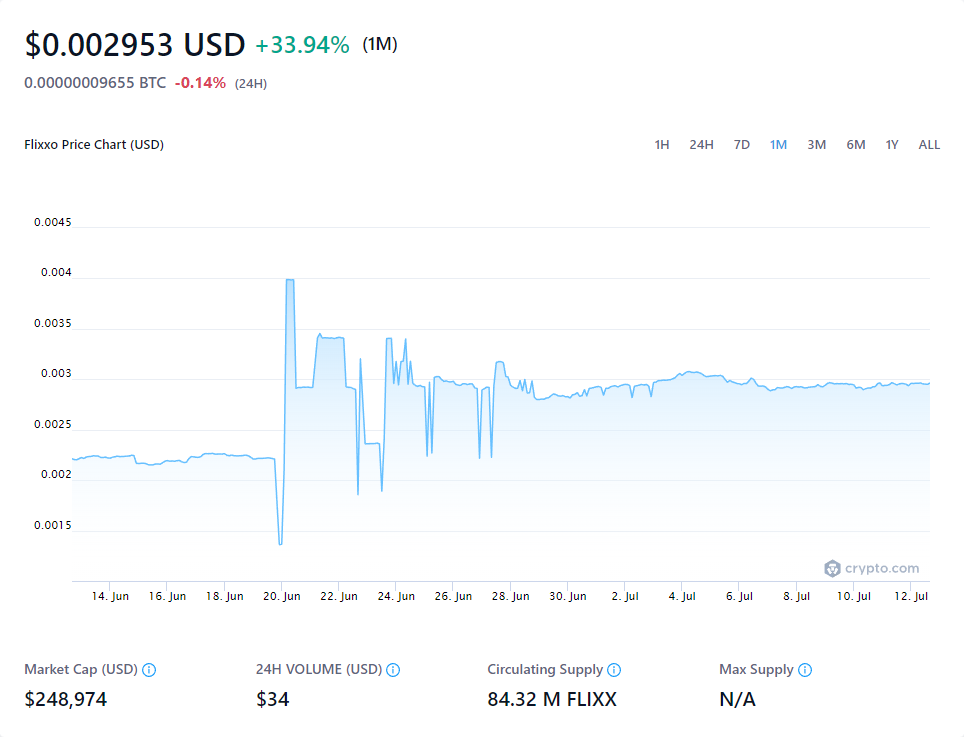 $0.002953 USD +33.94% (1M)
0.00000009655 BTC -0.14% (24H)
Flixxo Price Chart (USD) 1H 24H 7D 1M 3M 6M 1Y ALL
0.0045
0.004
0.0035
0.003
0.0025
0.002
0.0015
crypto.com
14. Jun 16. Jun 18. Jun 20. Jun 22. Jun 24. Jun 26. Jun 28. Jun 30. Jun 2. Jul 4. Jul 6. Jul 8. Jul 10. Jul 12. Jul
Market Cap (USD) 24H VOLUME (USD) Circulating Supply Max Supply
$248,974 $34 84.32 M FLIXX N/A